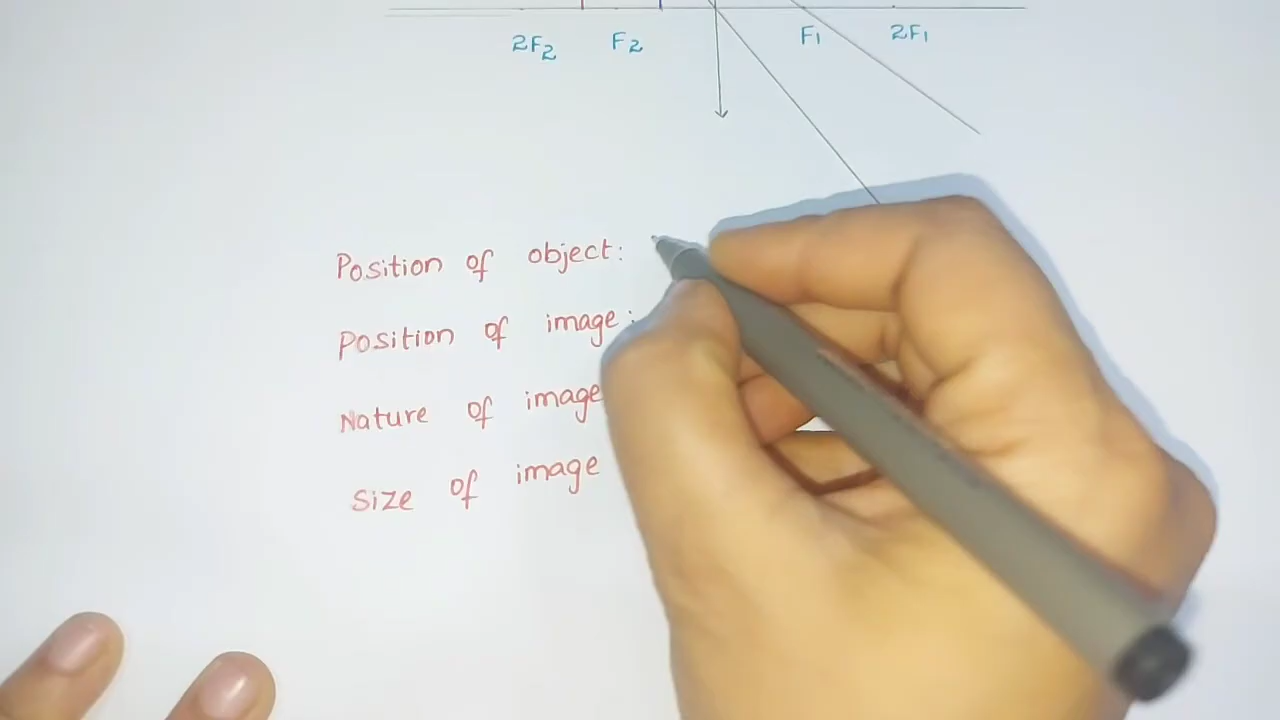 2F2 F2 F1 2F1
Position of object:
Position of image:
Nature of image
Size of image